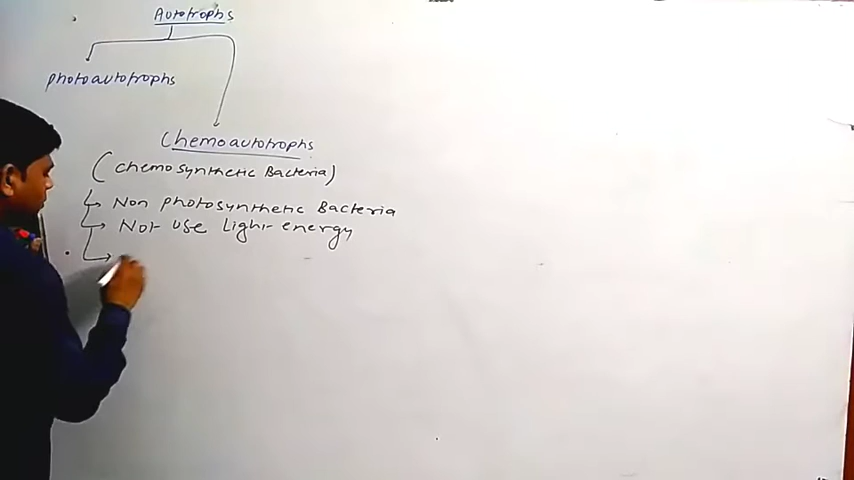 Autotrophs
photoautotrophs
Chemoautotrophs
(chemosynthetic Bacteria)
Non photosynthetic Bacteria
Not use light energy